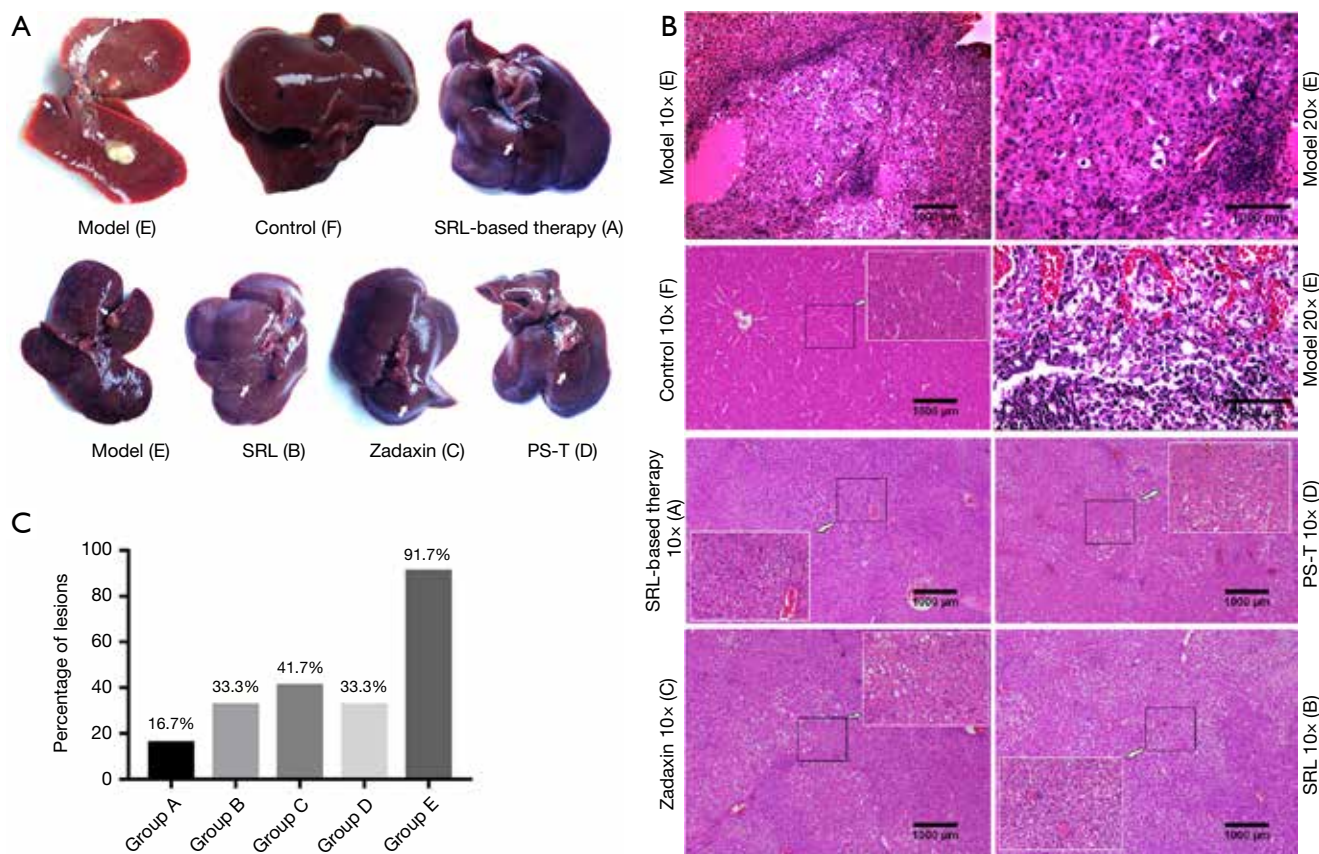 A
Model (E)
Control (F)
SRL-based therapy (A)
Model (E)
SRL (B)
Zadaxin (C)
PS-T (D)
B
Model 10× (E)
Model 20× (E)
Control 10× (F)
Model 20× (E)
SRL-based therapy
10× (A)
PS-T 10× (D)
Zadaxin 10× (C)
SRL 10× (B)
1000 μm
1000 μm
1000 μm
1000 μm
1000 μm
1000 μm
C
Percentage of lesions
100
80
60
40
20
0
16.7%
33.3%
41.7%
33.3%
91.7%
Group A
Group B
Group C
Group D
Group E